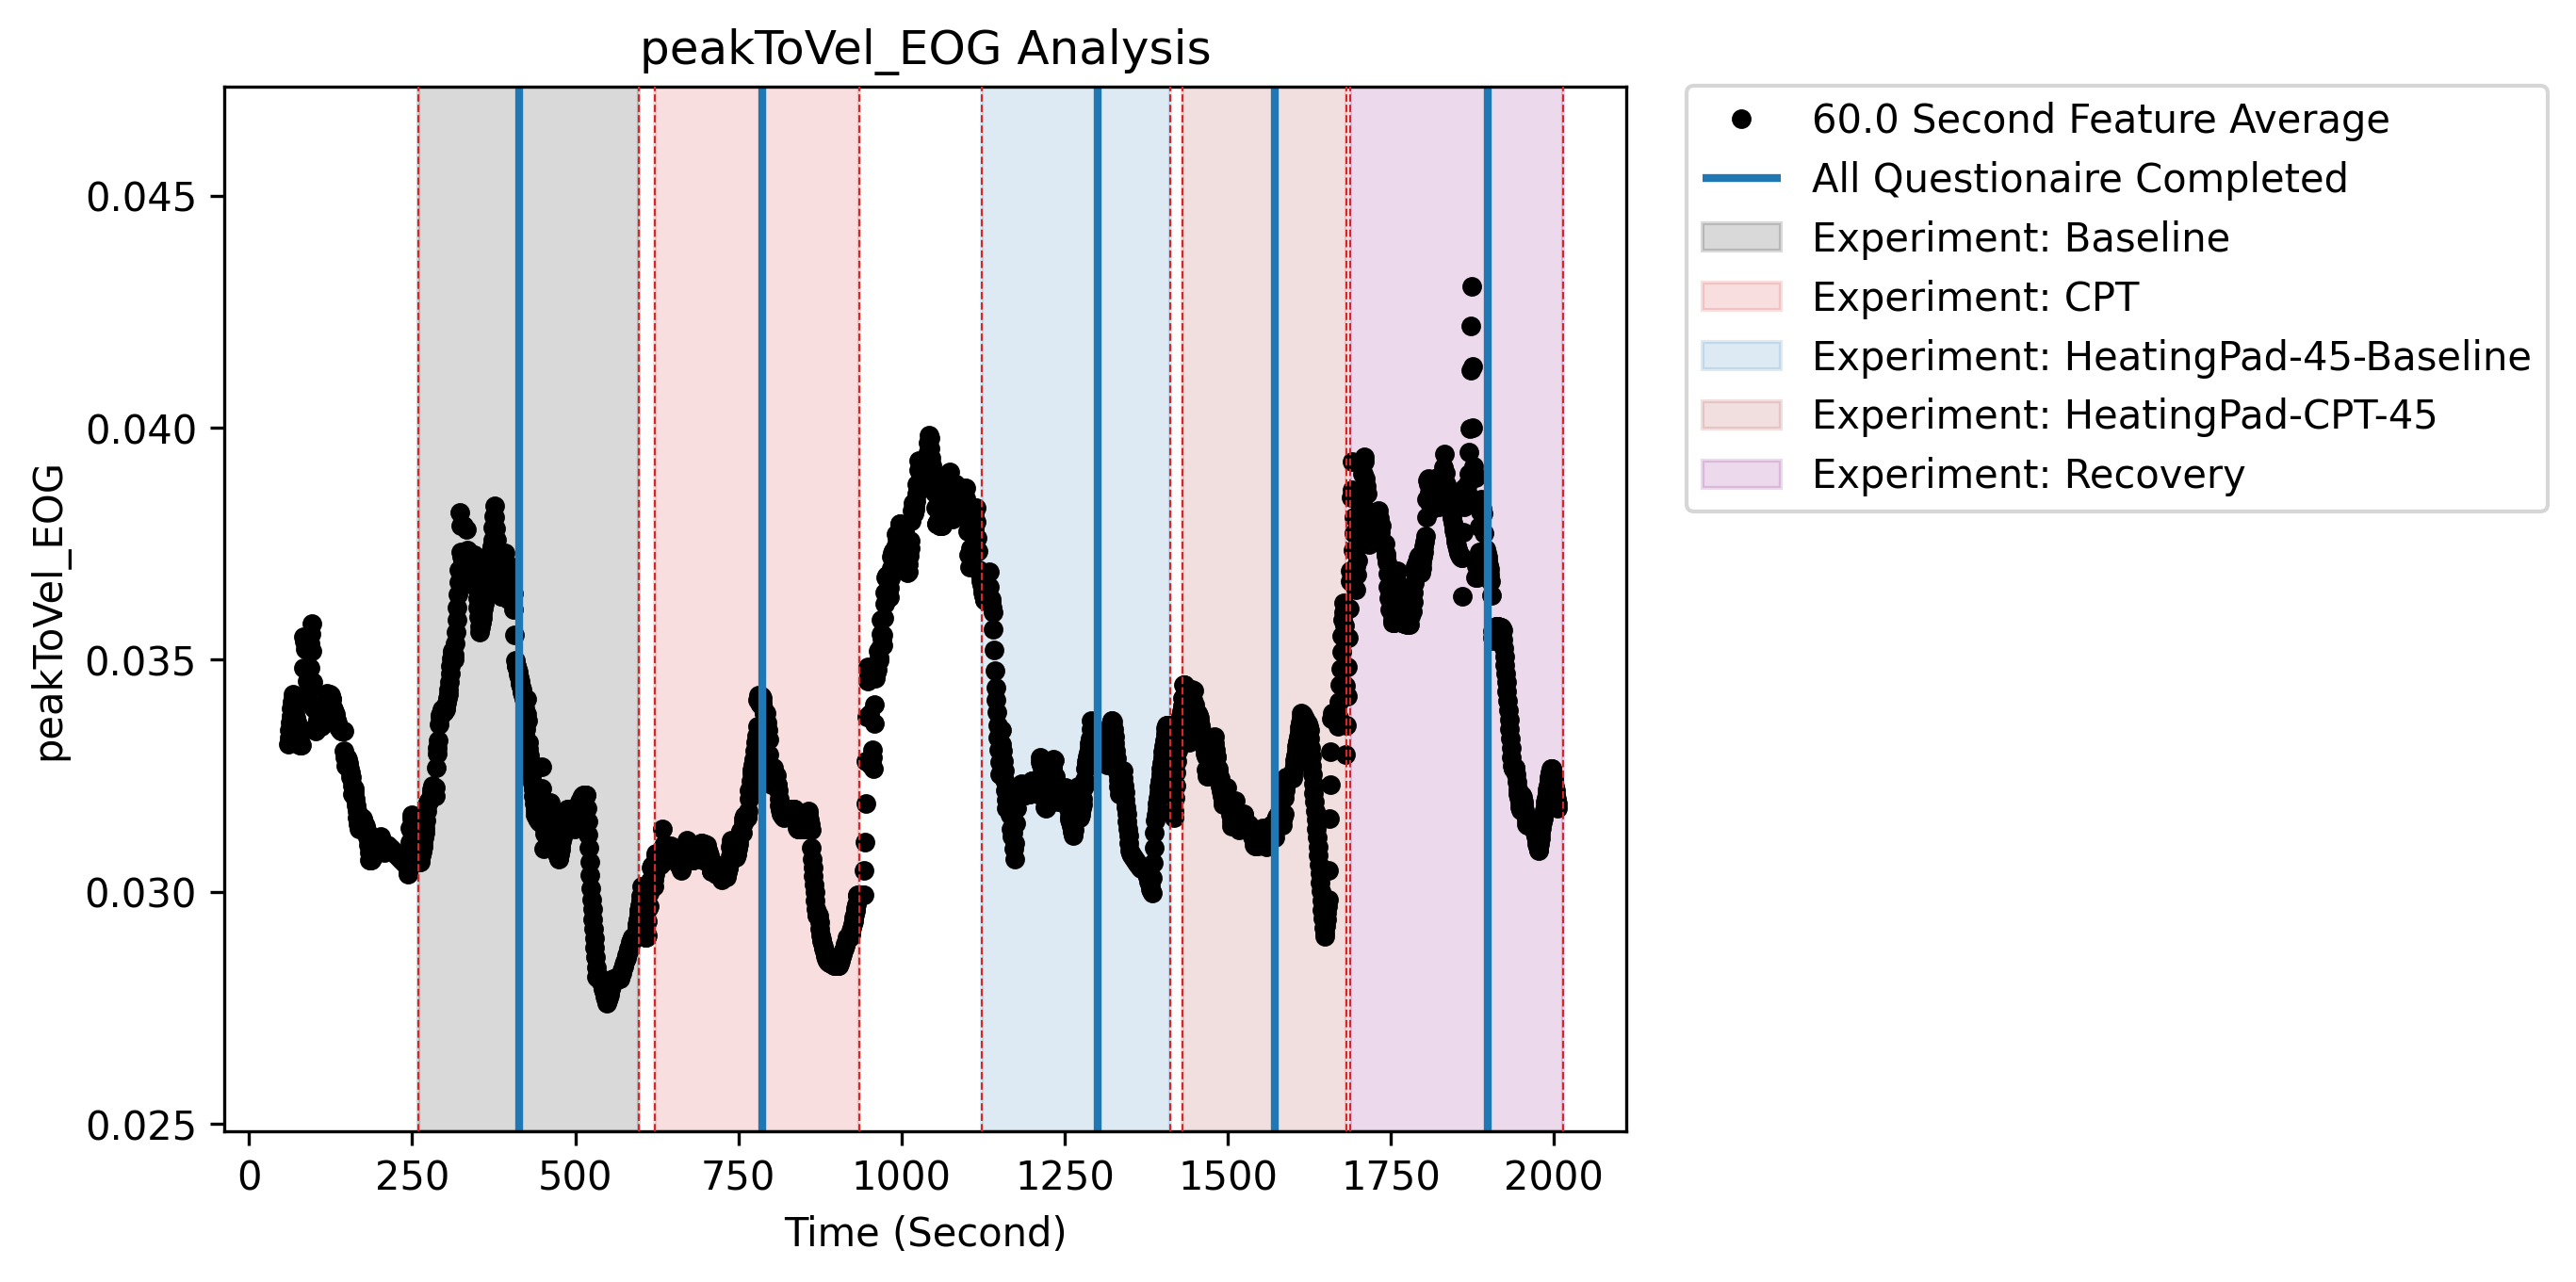 peakToVel_EOG Analysis
peakToVel_EOG
0.045
0.040
0.035
0.030
0.025
0
250
500
750
1000
1250
1500
1750
2000
Time (Second)
60.0 Second Feature Average
All Questionaire Completed
Experiment: Baseline
Experiment: CPT
Experiment: HeatingPad-45-Baseline
Experiment: HeatingPad-CPT-45
Experiment: Recovery